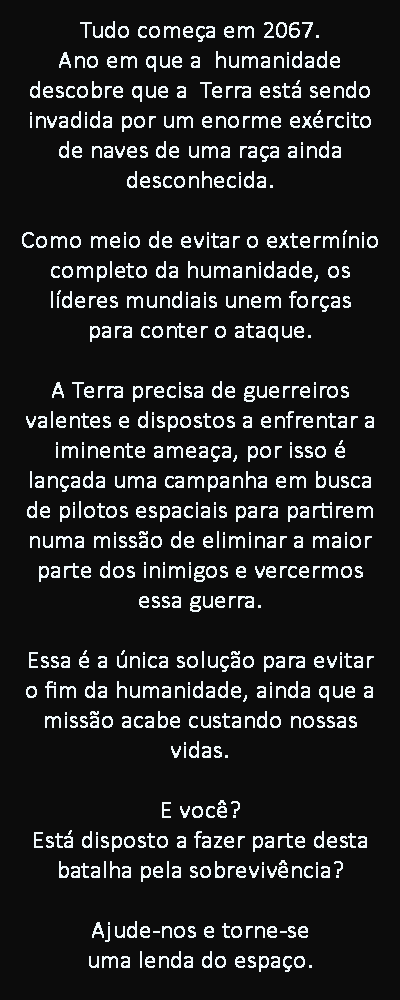 Tudo começa em 2067.
Ano em que a  humanidade
descobre que a  Terra está sendo
invadida por um enorme exército
de naves de uma raça ainda
desconhecida.
Como meio de evitar o extermínio
completo da humanidade, os
líderes mundiais unem forças
para conter o ataque.
A Terra precisa de guerreiros
valentes e dispostos a enfrentar a
iminente ameaça, por isso é
lançada uma campanha em busca
de pilotos espaciais para partirem
numa missão de eliminar a maior
parte dos inimigos e vercermos
essa guerra.
Essa é a única solução para evitar
o fim da humanidade, ainda que a
missão acabe custando nossas
vidas.
E você?
Está disposto a fazer parte desta
batalha pela sobrevivência?
Ajude-nos e torne-se
uma lenda do espaço.